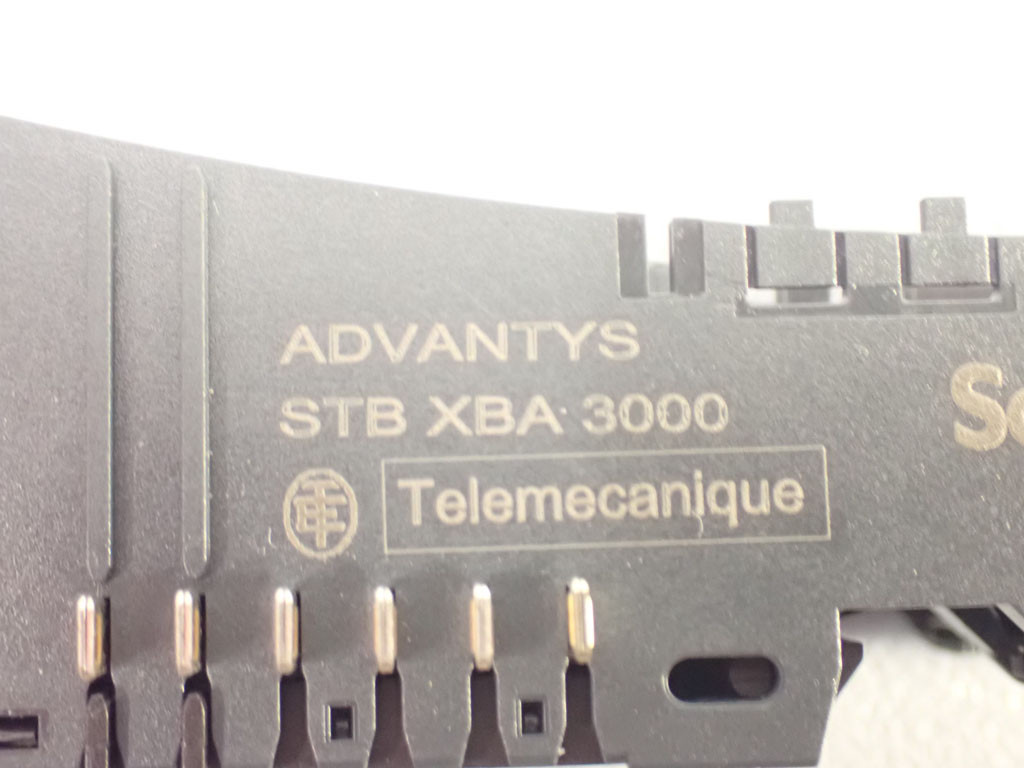 ADVANTYS
STB XBA 3000
Telemecanique